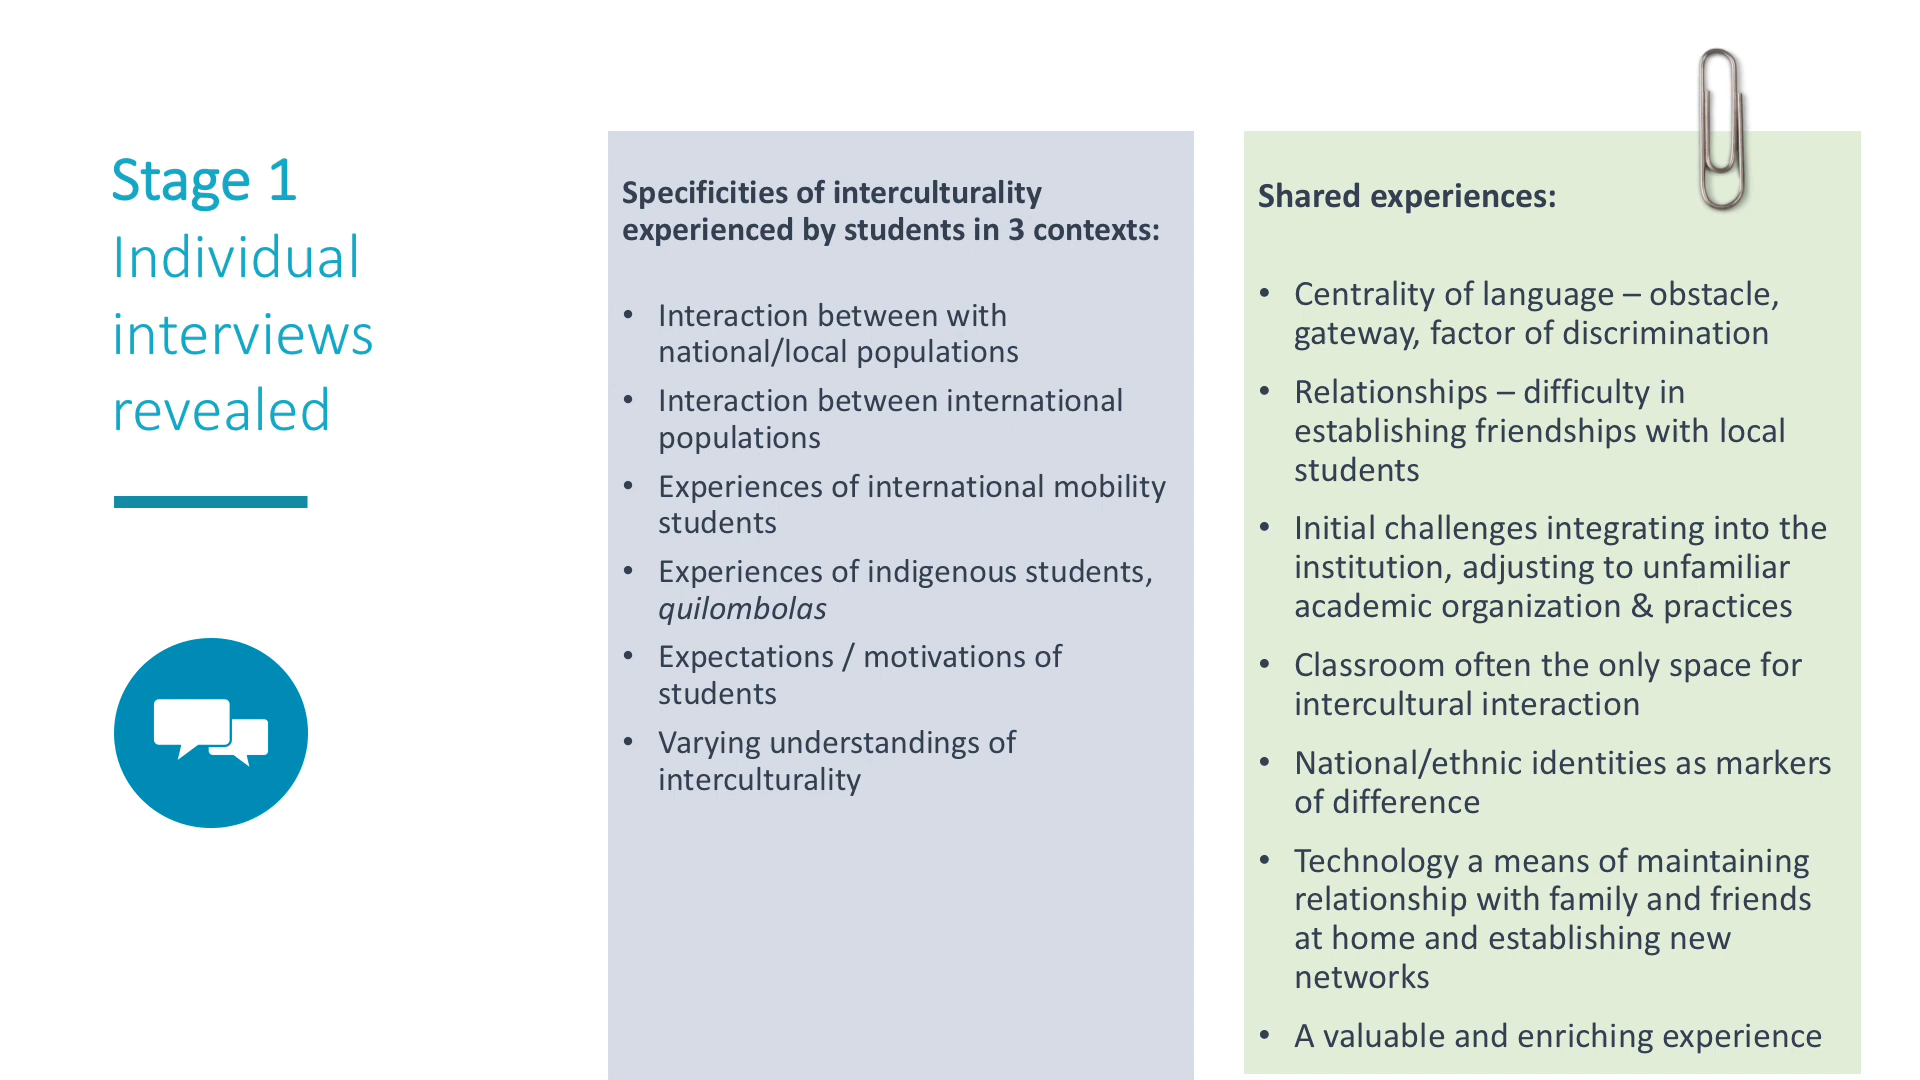 Stage 1
Individual
interviews
revealed
Specificities of interculturality
experienced by students in 3 contexts:
• Interaction between with
national/local populations
• Interaction between international
populations
• Experiences of international mobility
students
• Experiences of indigenous students,
quilombolas
• Expectations / motivations of
students
• Varying understandings of
interculturality
Shared experiences:
• Centrality of language – obstacle,
gateway, factor of discrimination
• Relationships – difficulty in
establishing friendships with local
students
• Initial challenges integrating into the
institution, adjusting to unfamiliar
academic organization & practices
• Classroom often the only space for
intercultural interaction
• National/ethnic identities as markers
of difference
• Technology a means of maintaining
relationship with family and friends
at home and establishing new
networks
• A valuable and enriching experience